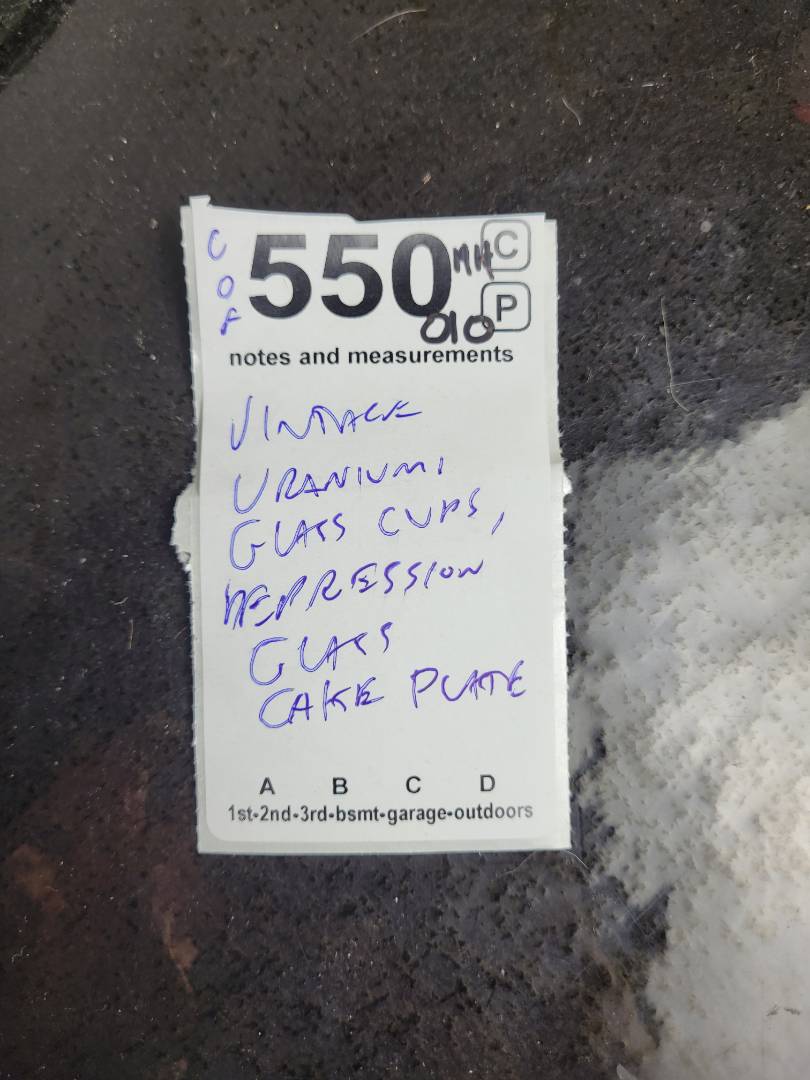 C O F
550 MH C
010 P
notes and measurements
VINTAGE
URANIUM,
GLASS CUPS,
DEPRESSION
GLASS
CAKE PLATE
A B C D
1st-2nd-3rd-bsmt-garage-outdoors